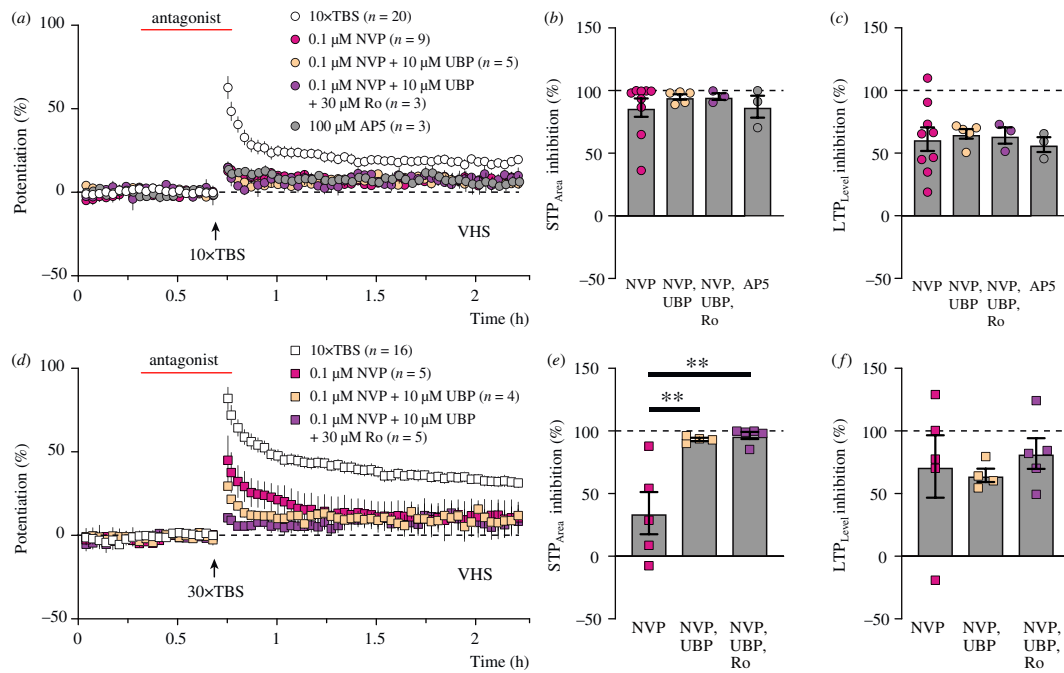 (a)
antagonist
10×TBS (n = 20)
0.1 µM NVP (n = 9)
0.1 µM NVP + 10 µM UBP (n = 5)
0.1 µM NVP + 10 µM UBP
+ 30 µM Ro (n = 3)
100 µM AP5 (n = 3)
100
50
0
−50
Potentiation (%)
10×TBS
VHS
0
0.5
1
1.5
2
Time (h)
(b)
150
100
50
0
−50
STPArea inhibition (%)
NVP
NVP,
UBP
NVP,
UBP,
Ro
AP5
(c)
150
100
50
0
−50
LTPLevel inhibition (%)
NVP
NVP,
UBP
NVP,
UBP,
Ro
AP5
(d)
antagonist
10×TBS (n = 16)
0.1 µM NVP (n = 5)
0.1 µM NVP + 10 µM UBP (n = 4)
0.1 µM NVP + 10 µM UBP
+ 30 µM Ro (n = 5)
100
50
0
−50
Potentiation (%)
30×TBS
VHS
0
0.5
1
1.5
2
Time (h)
(e)
**
**
150
100
50
0
−50
STPArea inhibition (%)
NVP
NVP,
UBP
NVP,
UBP,
Ro
(f)
150
100
50
0
−50
LTPLevel inhibition (%)
NVP
NVP,
UBP
NVP,
UBP,
Ro